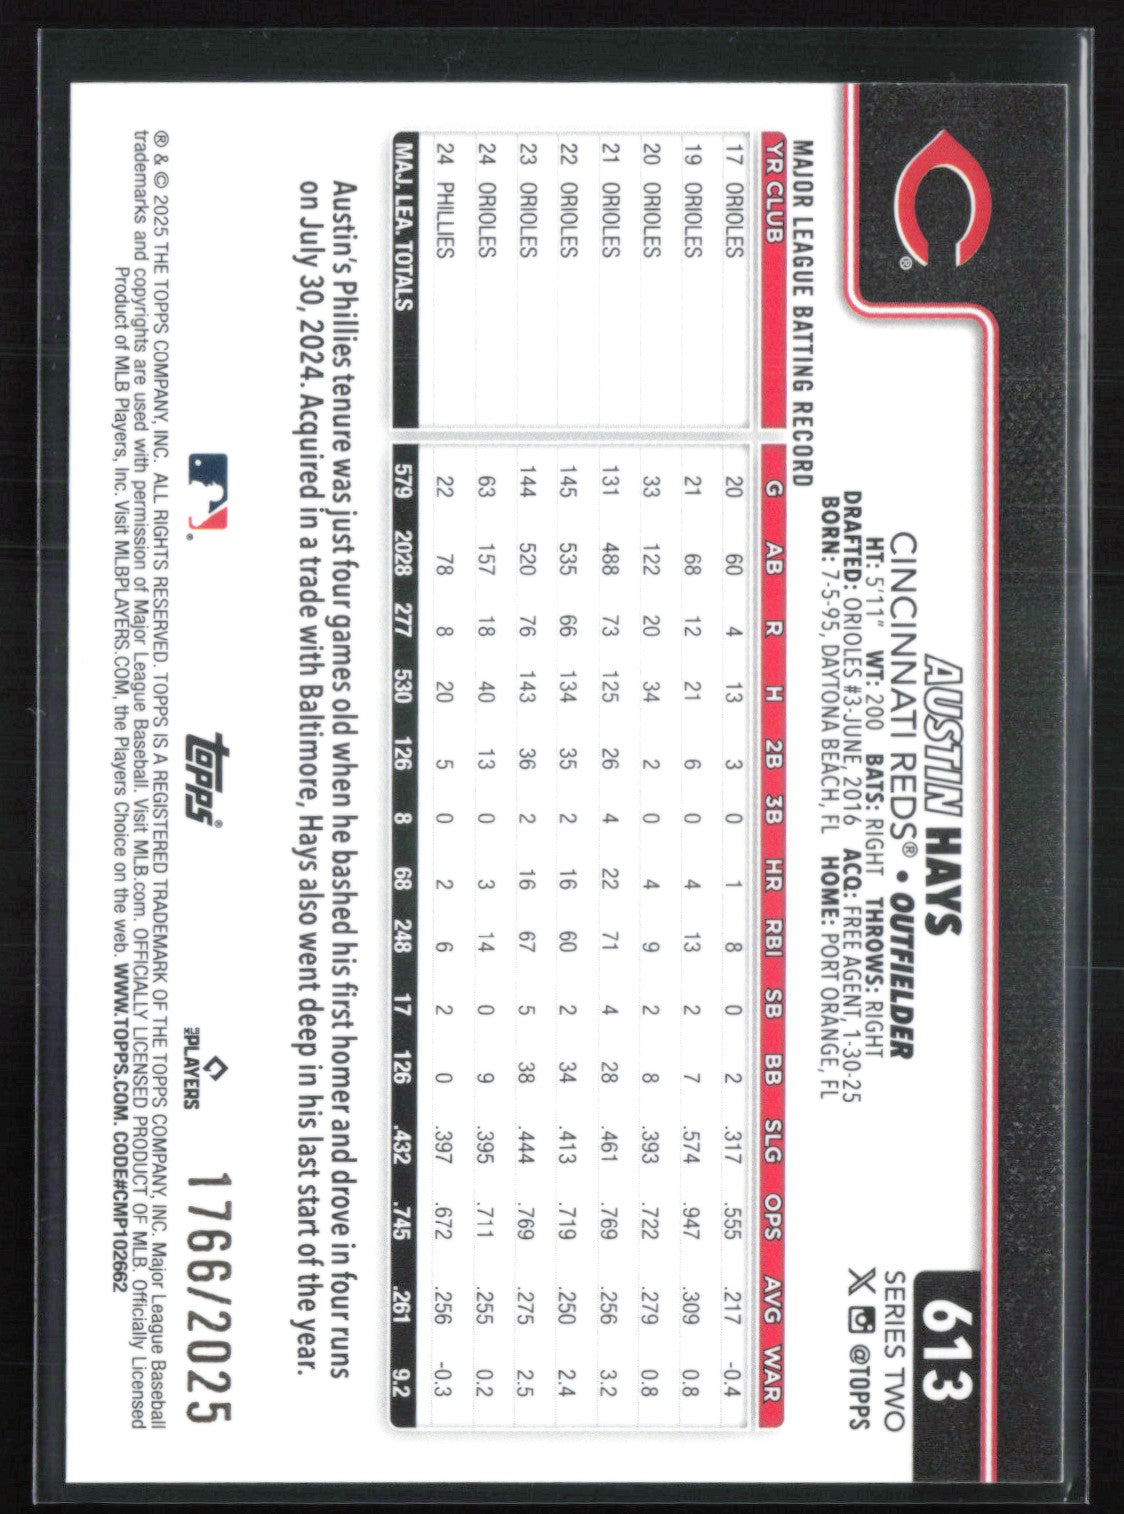 613
AUSTIN HAYS
CINCINNATI REDS® • OUTFIELDER
HT: 5'11" WT: 200 BATS: RIGHT THROWS: RIGHT
DRAFTED: ORIOLES #3-JUNE, 2016 ACQ: FREE AGENT, 1-30-25
BORN: 7-5-95, DAYTONA BEACH, FL HOME: PORT ORANGE, FL
SERIES TWO
X @TOPPS
C®
MAJOR LEAGUE BATTING RECORD
YR CLUB G AB R H 2B 3B HR RBI SB BB SLG OPS AVG WAR
17 ORIOLES 20 60 4 13 3 0 1 8 0 2 .317 .555 .217 -0.4
19 ORIOLES 21 68 12 21 6 0 4 13 2 7 .574 .947 .309 0.8
20 ORIOLES 33 122 20 34 2 0 4 9 2 8 .393 .722 .279 0.8
21 ORIOLES 131 488 73 125 26 4 22 71 4 28 .461 .769 .256 3.2
22 ORIOLES 145 535 66 134 35 2 16 60 2 34 .413 .719 .250 2.4
23 ORIOLES 144 520 76 143 36 2 16 67 5 38 .444 .769 .275 2.5
24 ORIOLES 63 157 18 40 13 0 3 14 0 9 .395 .711 .255 0.2
24 PHILLIES 22 78 8 20 5 0 2 6 2 0 .397 .672 .256 -0.3
MAJ. LEA. TOTALS 579 2028 277 530 126 8 68 248 17 126 .432 .745 .261 9.2
Austin's Phillies tenure was just four games old when he bashed his first homer and drove in four runs
on July 30, 2024. Acquired in a trade with Baltimore, Hays also went deep in his last start of the year.
topps®
MLB PLAYERS
1766/2025
® & © 2025 THE TOPPS COMPANY, INC. ALL RIGHTS RESERVED. TOPPS IS A REGISTERED TRADEMARK OF THE TOPPS COMPANY, INC. Major League Baseball
trademarks and copyrights are used with permission of Major League Baseball. Visit MLB.com. OFFICIALLY LICENSED PRODUCT OF MLB. Officially Licensed
Product of MLB Players, Inc. Visit MLBPLAYERS.COM, the Players Choice on the web. WWW.TOPPS.COM. CODE#CMP102662